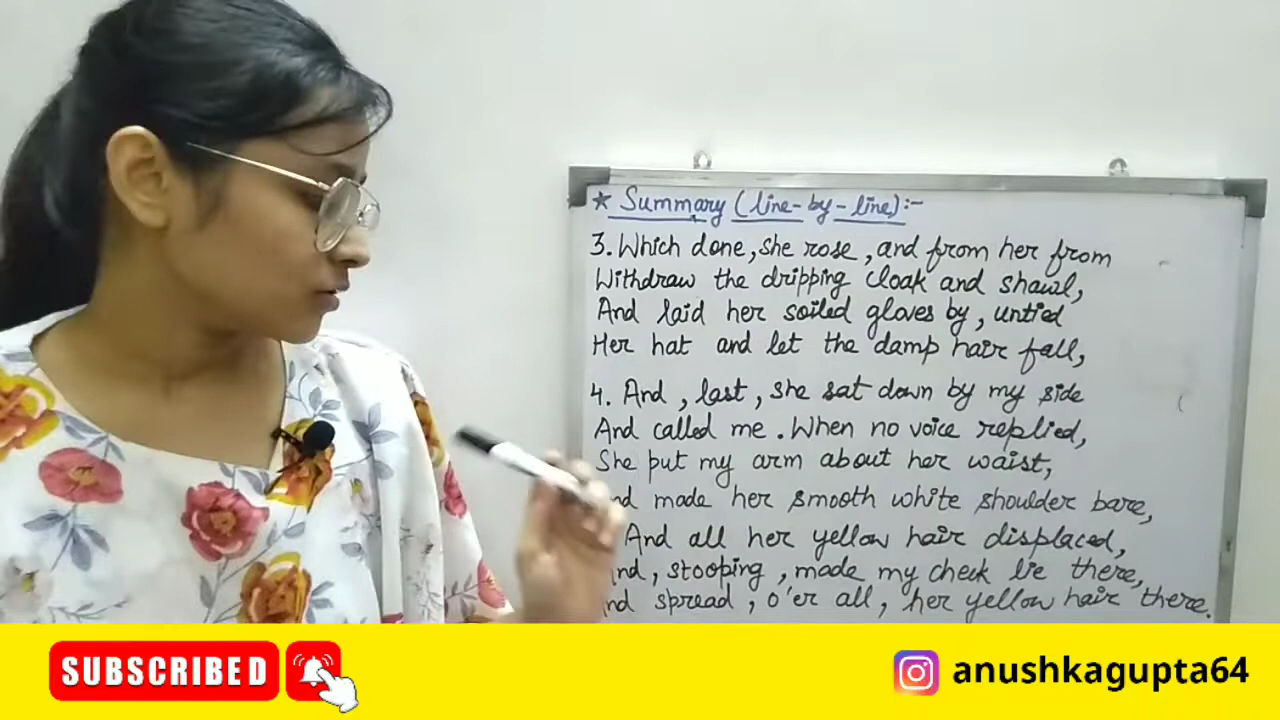 * Summary (line-by-line):-
3. Which done, she rose, and from her from
Withdraw the dripping cloak and shawl,
And laid her soiled gloves by, untied
Her hat and let the damp hair fall,
4. And, last, she sat down by my side
And called me. When no voice replied,
She put my arm about her waist,
nd made her smooth white shoulder bare,
And all her yellow hair displaced,
nd, stooping, made my cheek lie there,
nd spread, o'er all, her yellow hair there.
SUBSCRIBED
anushkagupta64